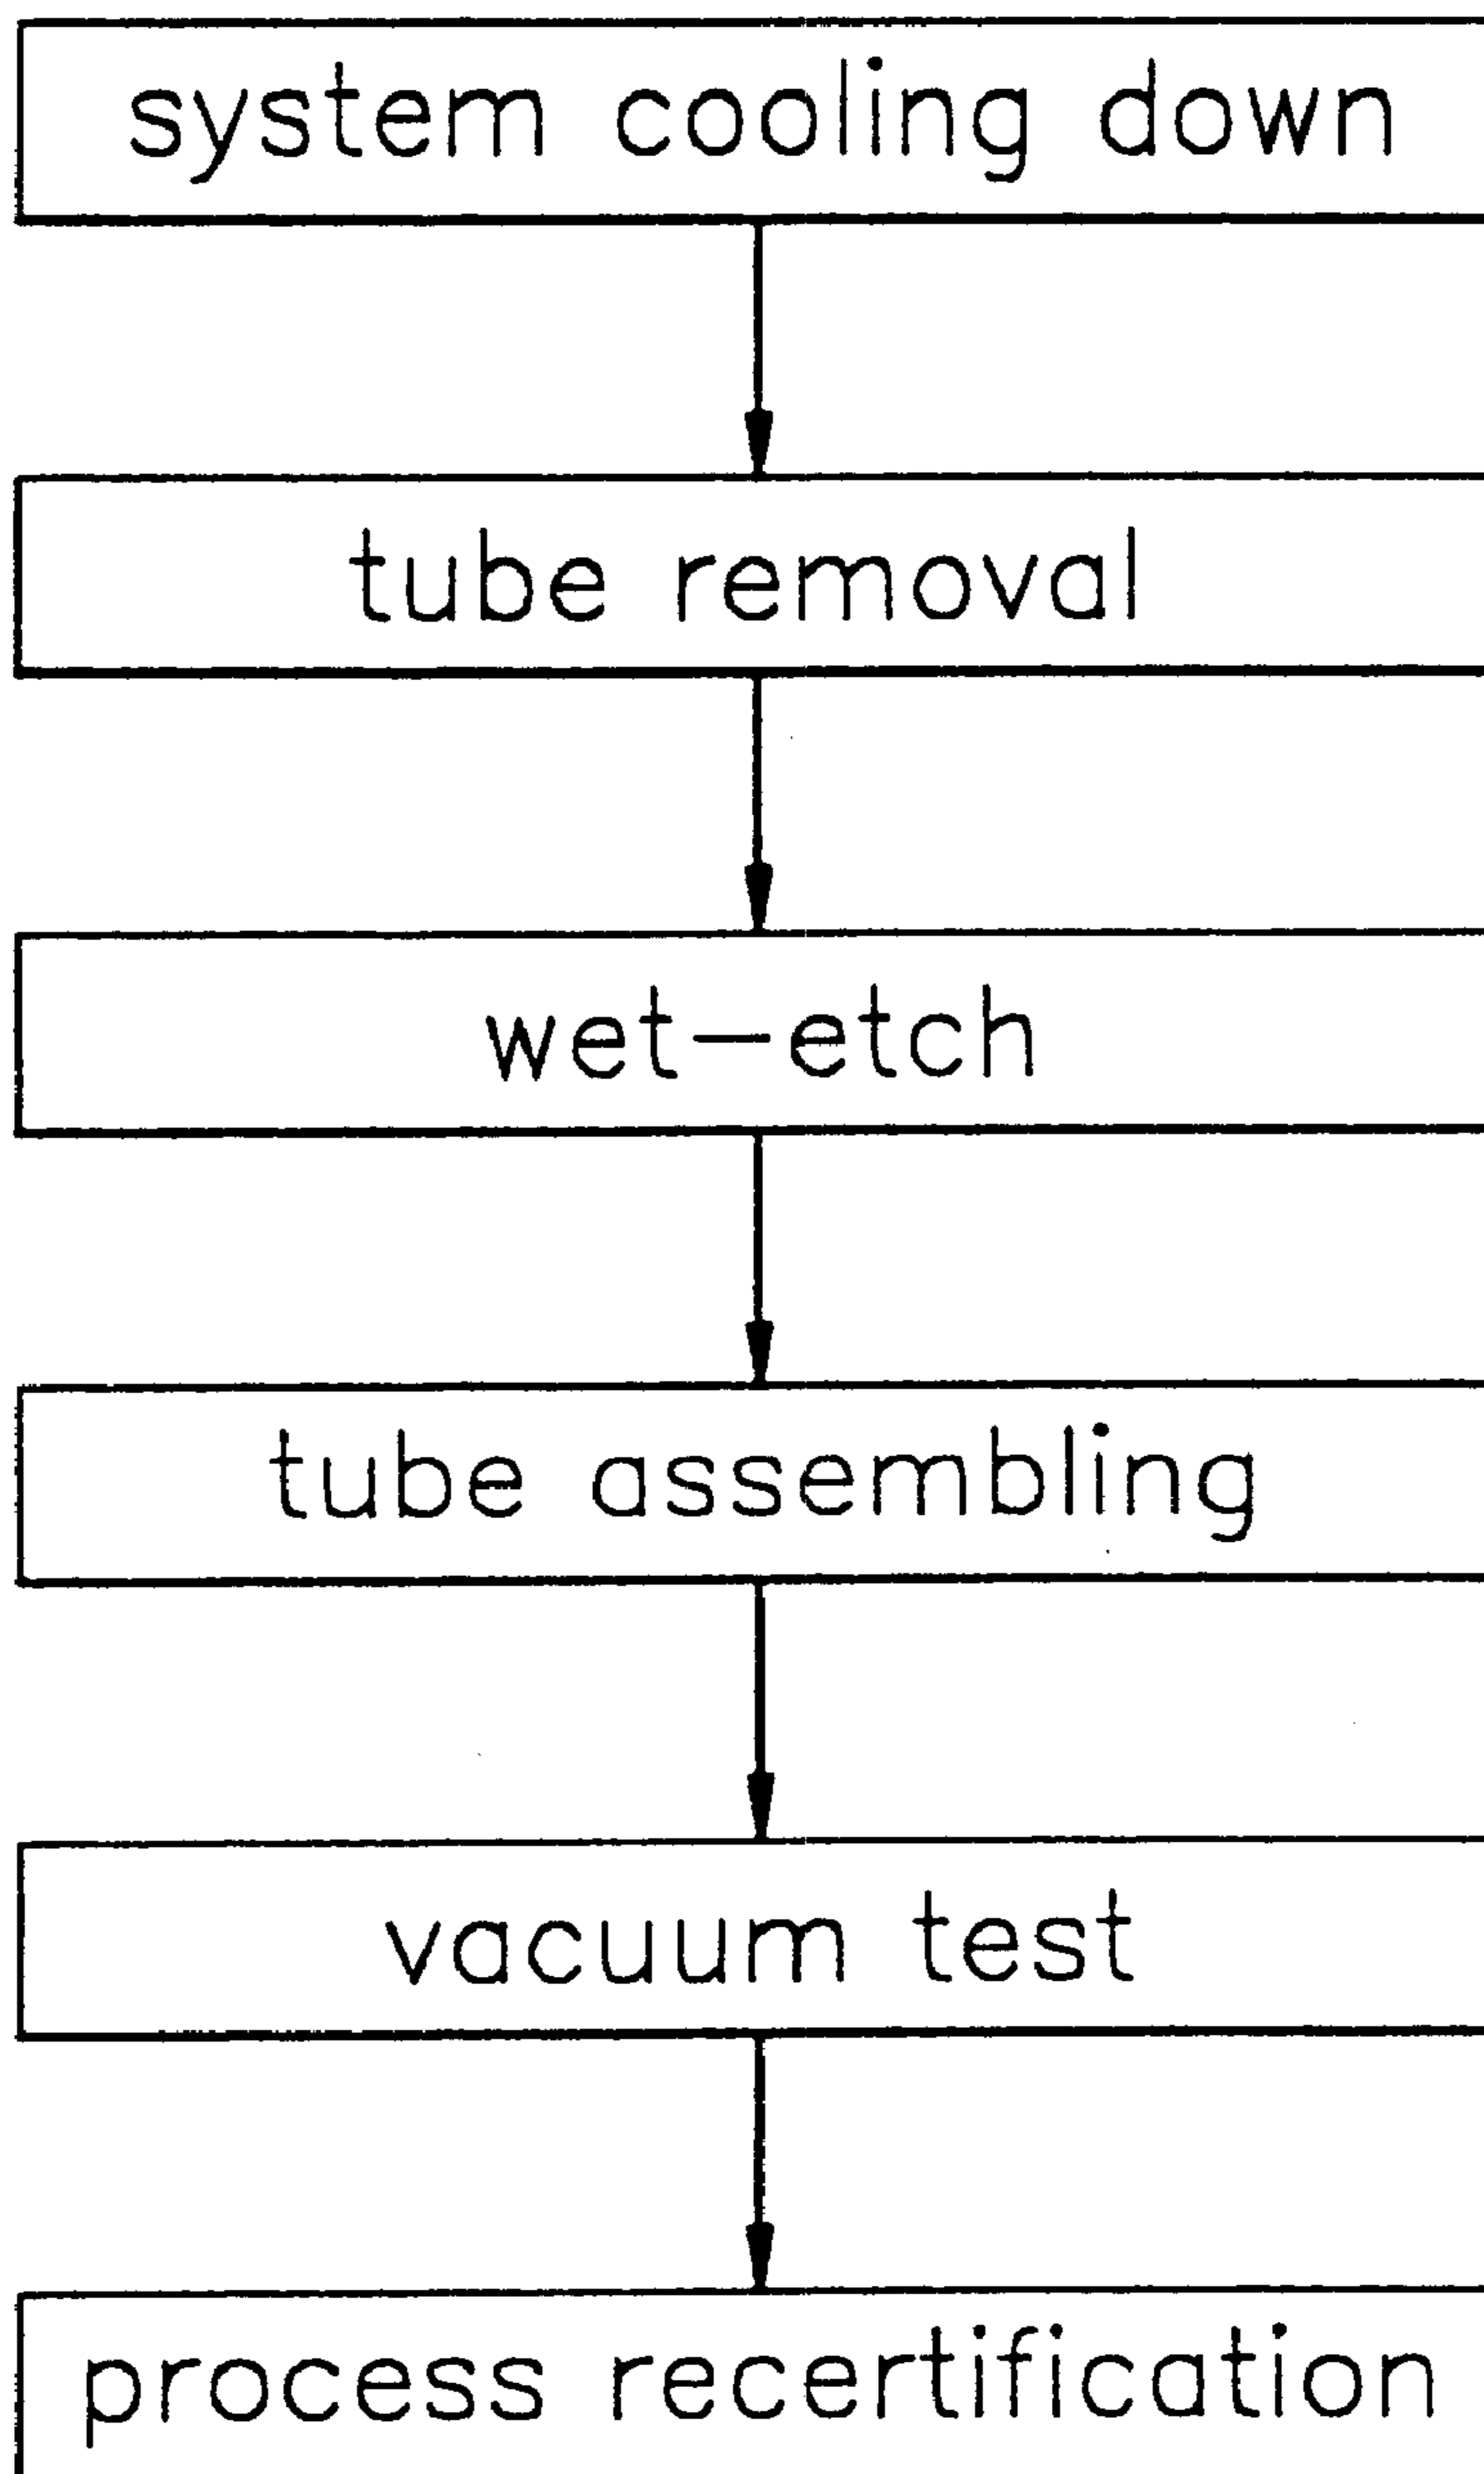 system cooling down
tube removal
wet-etch
tube assembling
vacuum test
process recertification